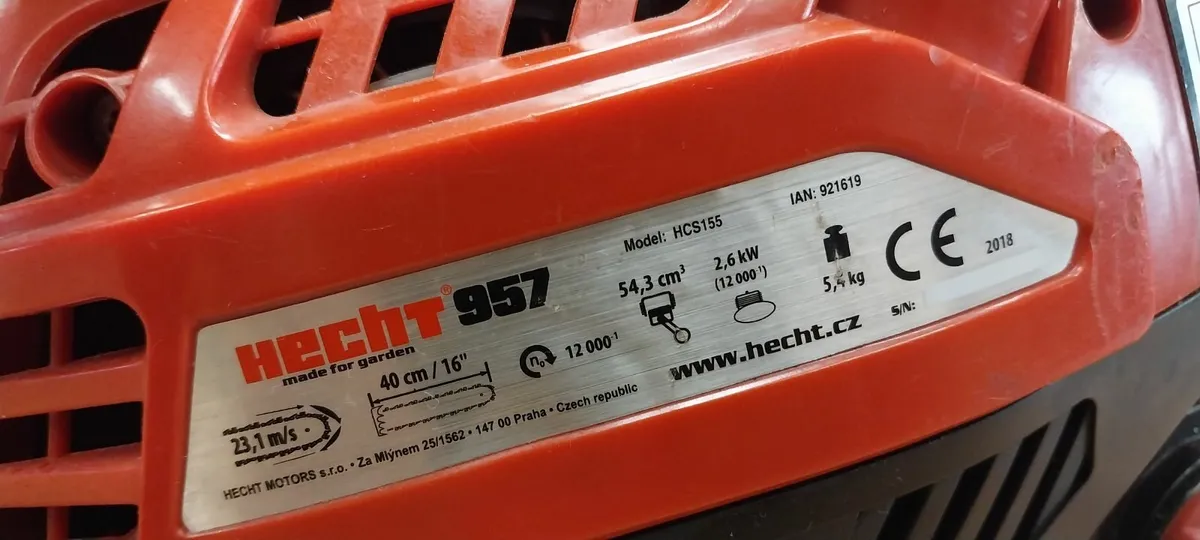 IAN: 921619
Model: HCS155
HECHT® 957
made for garden
54,3 cm³
2,6 kW
(12 000⁻¹)
5,4 kg
CE
2018
S/N:
40 cm / 16"
n₀
12 000⁻¹
www.hecht.cz
23,1 m/s
HECHT MOTORS s.r.o. • Za Mlýnem 25/1562 • 147 00 Praha • Czech republic